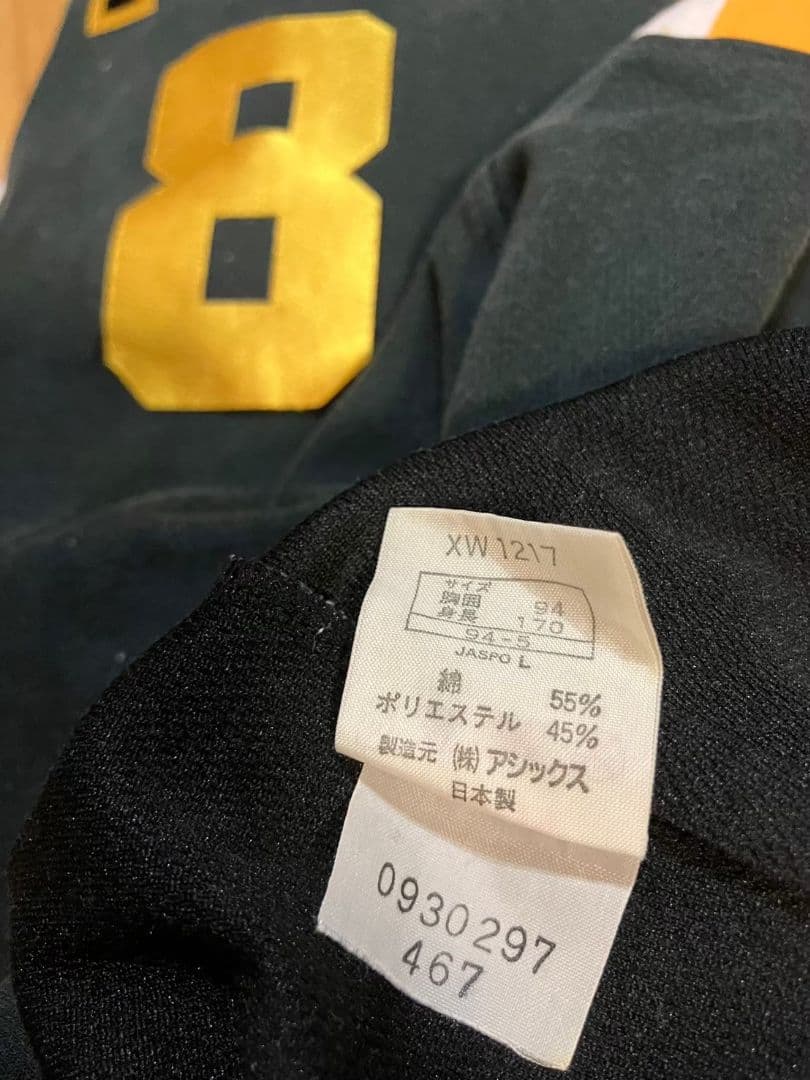 8
XW1217
サイズ
胸囲 94
身長 170
94-5
JASPO L
綿 55%
ポリエステル 45%
製造元 (株)アシックス
日本製
0930297
467